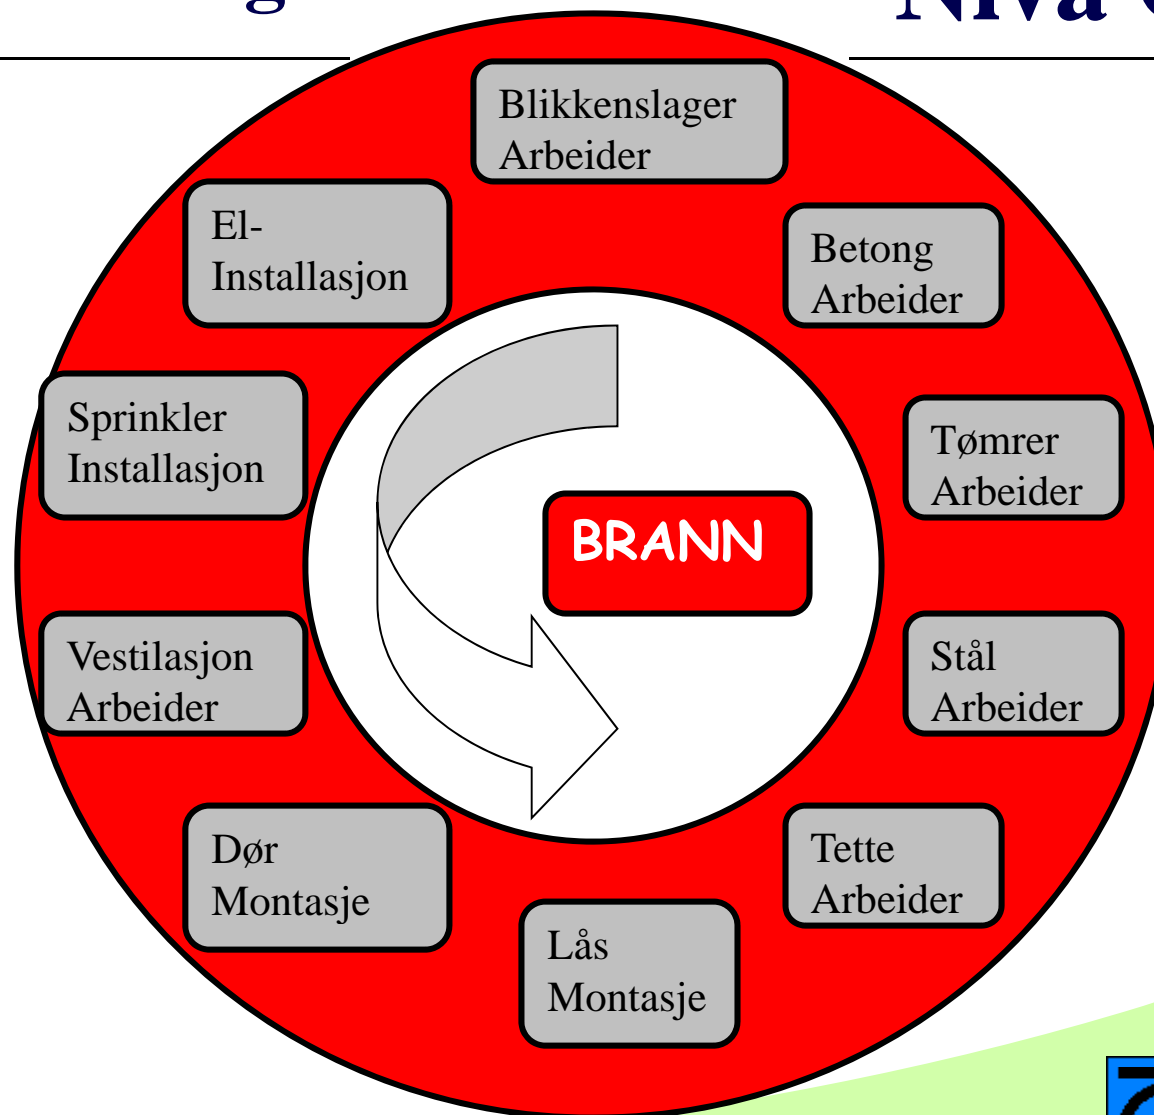 Blikkenslager
Arbeider
El-
Installasjon
Betong
Arbeider
Sprinkler
Installasjon
Tømrer
Arbeider
BRANN
Vestilasjon
Arbeider
Stål
Arbeider
Dør
Montasje
Tette
Arbeider
Lås
Montasje